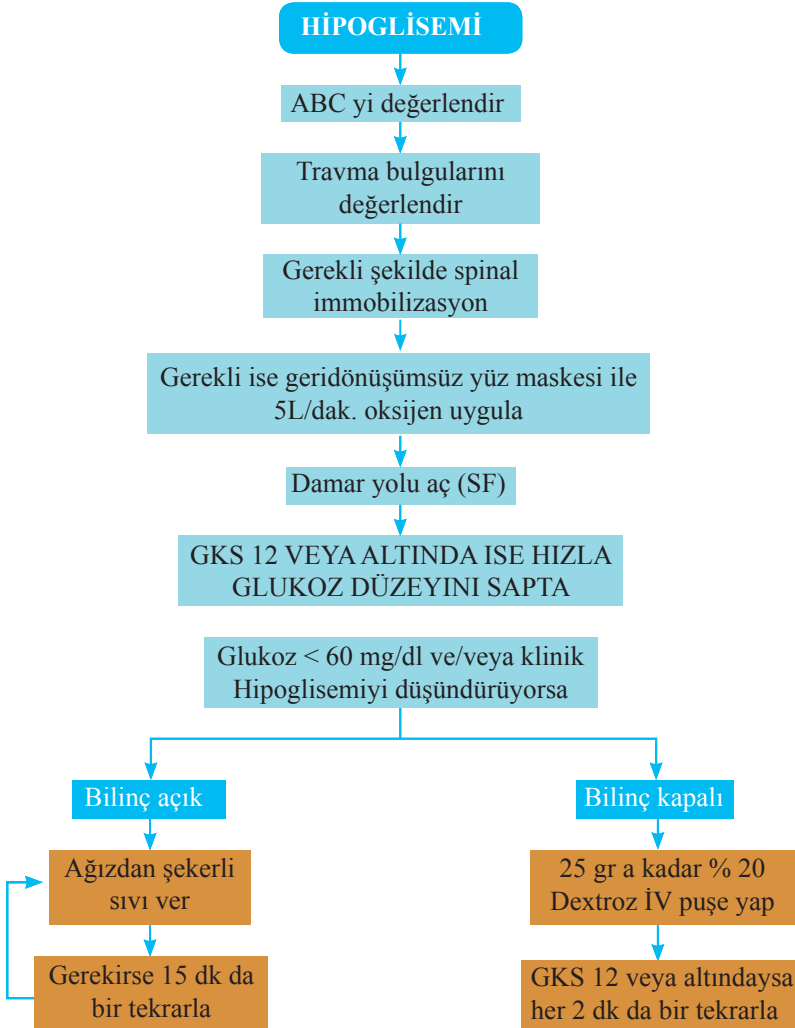 HİPOGLİSEMİ
ABC yi değerlendir
Travma bulgularını
değerlendir
Gerekli şekilde spinal
immobilizasyon
Gerekli ise geridönüşümsüz yüz maskesi ile
5L/dak. oksijen uygula
Damar yolu aç (SF)
GKS 12 VEYA ALTINDA ISE HIZLA
GLUKOZ DÜZEYINI SAPTA
Glukoz < 60 mg/dl ve/veya klinik
Hipoglisemiyi düşündürüyorsa
Bilinç açık
Ağızdan şekerli
sıvı ver
Gerekirse 15 dk da
bir tekrarla
Bilinç kapalı
25 gr a kadar % 20
Dextroz İV puşe yap
GKS 12 veya altındaysa
her 2 dk da bir tekrarla